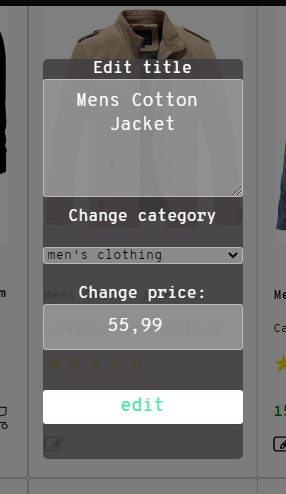 Edit title
Mens Cotton
Jacket
Change category
men's clothing
Change price:
55,99
edit